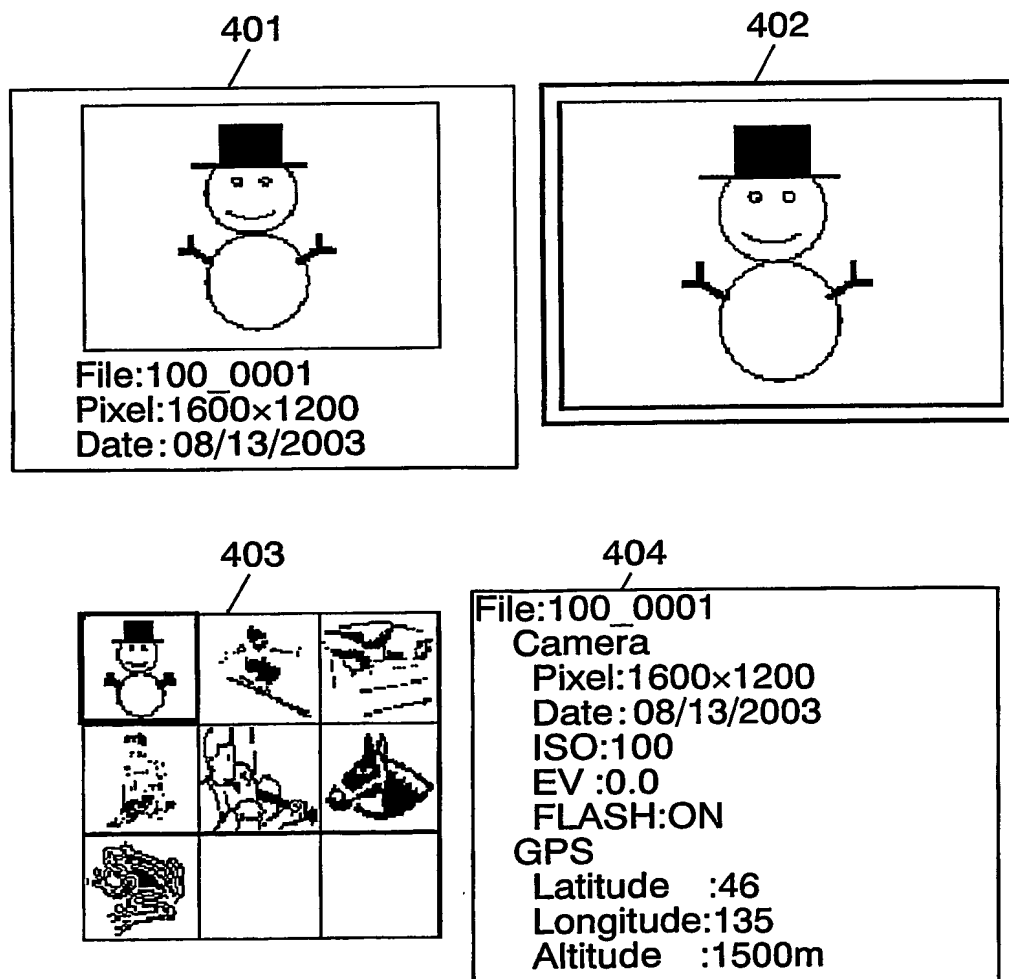 401
402
File:100_0001
Pixel:1600×1200
Date:08/13/2003
403
404
File:100_0001
Camera
Pixel:1600×1200
Date:08/13/2003
ISO:100
EV :0.0
FLASH:ON
GPS
Latitude :46
Longitude:135
Altitude :1500m